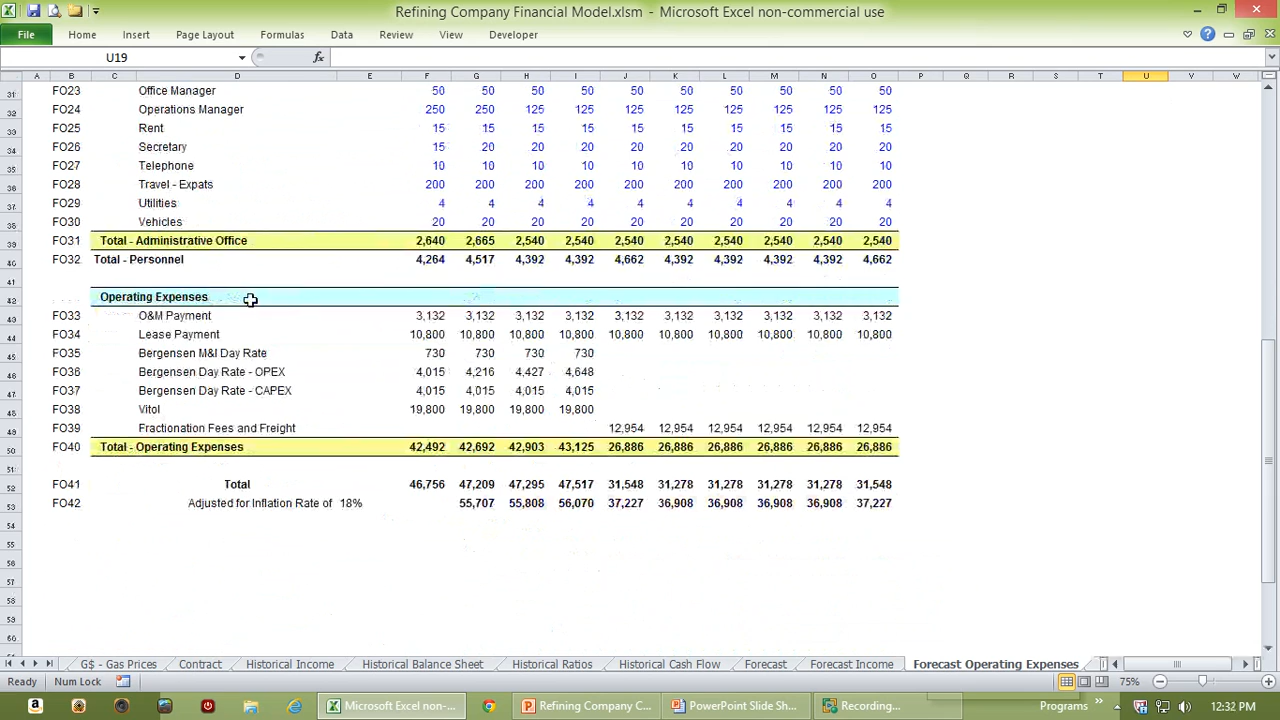 Refining Company Financial Model.xlsm - Microsoft Excel non-commercial use
File Home Insert Page Layout Formulas Data Review View Developer
U19 fx
A B C D E F G H I J K L M N O P Q R S T U V W
31 FO23 Office Manager 50 50 50 50 50 50 50 50 50 50
32 FO24 Operations Manager 250 250 125 125 125 125 125 125 125 125
33 FO25 Rent 15 15 15 15 15 15 15 15 15 15
34 FO26 Secretary 15 20 20 20 20 20 20 20 20 20
35 FO27 Telephone 10 10 10 10 10 10 10 10 10 10
36 FO28 Travel - Expats 200 200 200 200 200 200 200 200 200 200
37 FO29 Utilities 4 4 4 4 4 4 4 4 4 4
38 FO30 Vehicles 20 20 20 20 20 20 20 20 20 20
39 FO31 Total - Administrative Office 2,640 2,665 2,540 2,540 2,540 2,540 2,540 2,540 2,540 2,540
40 FO32 Total - Personnel 4,264 4,517 4,392 4,392 4,662 4,392 4,392 4,392 4,392 4,662
41
42 Operating Expenses
43 FO33 O&M Payment 3,132 3,132 3,132 3,132 3,132 3,132 3,132 3,132 3,132 3,132
44 FO34 Lease Payment 10,800 10,800 10,800 10,800 10,800 10,800 10,800 10,800 10,800 10,800
45 FO35 Bergensen M&I Day Rate 730 730 730 730
46 FO36 Bergensen Day Rate - OPEX 4,015 4,216 4,427 4,648
47 FO37 Bergensen Day Rate - CAPEX 4,015 4,015 4,015 4,015
48 FO38 Vitol 19,800 19,800 19,800 19,800
49 FO39 Fractionation Fees and Freight 12,954 12,954 12,954 12,954 12,954 12,954
50 FO40 Total - Operating Expenses 42,492 42,692 42,903 43,125 26,886 26,886 26,886 26,886 26,886 26,886
51
52 FO41 Total 46,756 47,209 47,295 47,517 31,548 31,278 31,278 31,278 31,278 31,548
53 FO42 Adjusted for Inflation Rate of 18% 55,707 55,808 56,070 37,227 36,908 36,908 36,908 36,908 37,227
54
55
56
57
58
59
60
G$ - Gas Prices Contract Historical Income Historical Balance Sheet Historical Ratios Historical Cash Flow Forecast Forecast Income Forecast Operating Expenses
Ready Num Lock 75%
Microsoft Excel non-... Refining Company C... PowerPoint Slide Sh... Recording... Programs » 12:32 PM